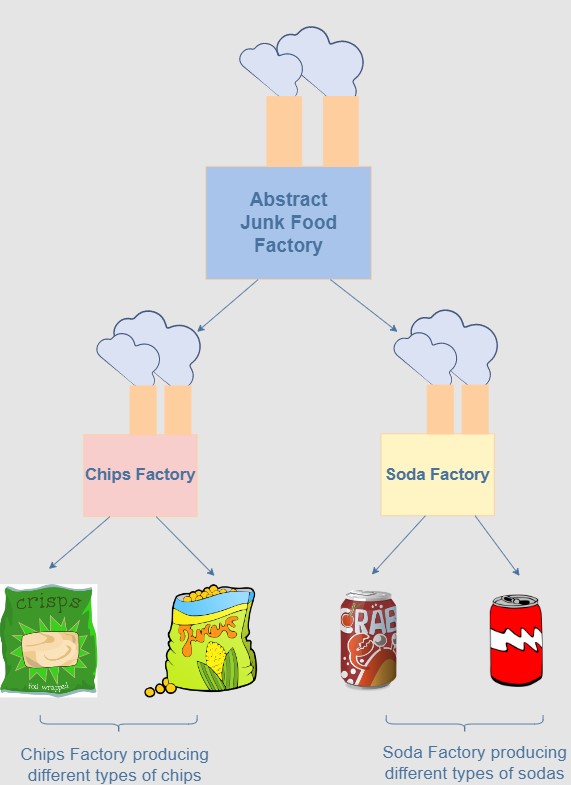 Abstract
Junk Food
Factory
Chips Factory
Soda Factory
crisps
foil wrapped
CRAB
Chips Factory producing
different types of chips
Soda Factory producing
different types of sodas